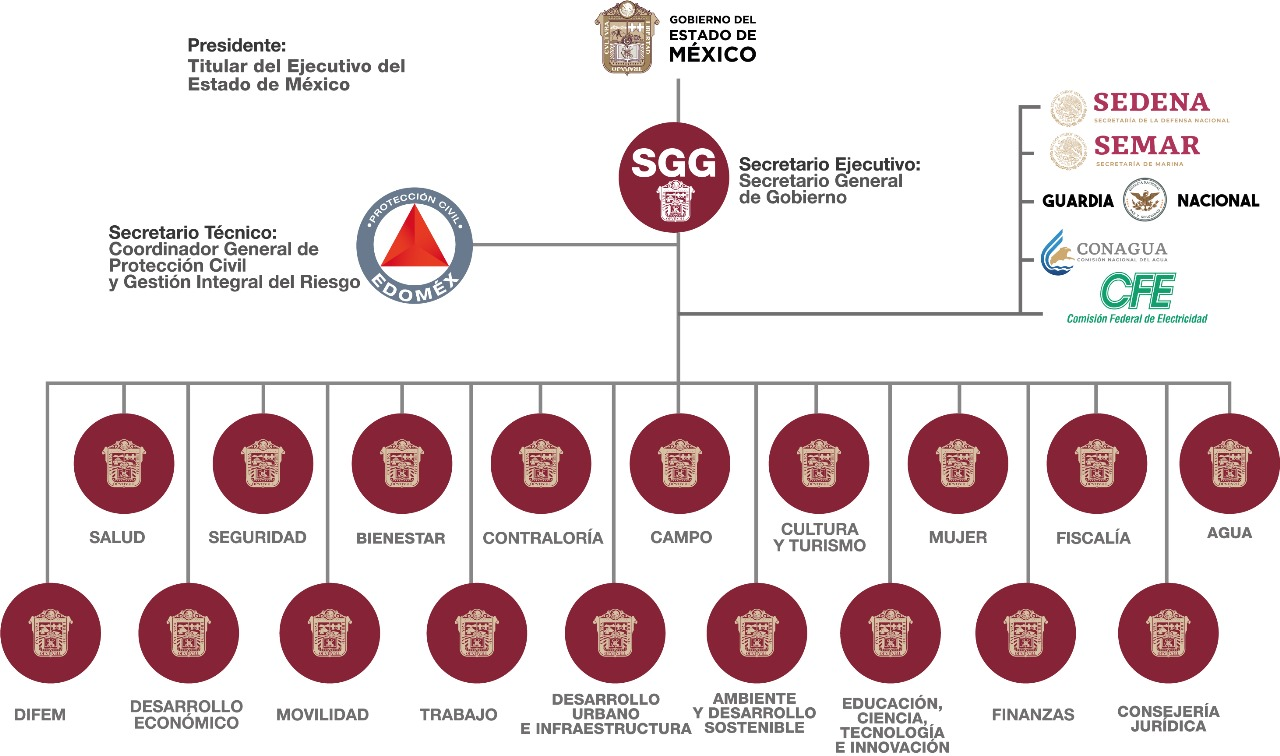 GOBIERNO DEL
ESTADO DE
MÉXICO
Presidente:
Titular del Ejecutivo del
Estado de México
SGG
Secretario Ejecutivo:
Secretario General
de Gobierno
SEDENA
SECRETARÍA DE LA DEFENSA NACIONAL
SEMAR
SECRETARÍA DE MARINA
GUARDIA NACIONAL
CONAGUA
COMISIÓN NACIONAL DEL AGUA
CFE
Comisión Federal de Electricidad
Secretario Técnico:
Coordinador General de
Protección Civil
y Gestión Integral del Riesgo
PROTECCIÓN CIVIL
EDOMÉX
SALUD
SEGURIDAD
BIENESTAR
CONTRALORÍA
CAMPO
CULTURA
Y TURISMO
MUJER
FISCALÍA
AGUA
DIFEM
DESARROLLO
ECONÓMICO
MOVILIDAD
TRABAJO
DESARROLLO
URBANO
E INFRAESTRUCTURA
AMBIENTE
Y DESARROLLO
SOSTENIBLE
EDUCACIÓN,
CIENCIA,
TECNOLOGÍA
E INNOVACIÓN
FINANZAS
CONSEJERÍA
JURÍDICA